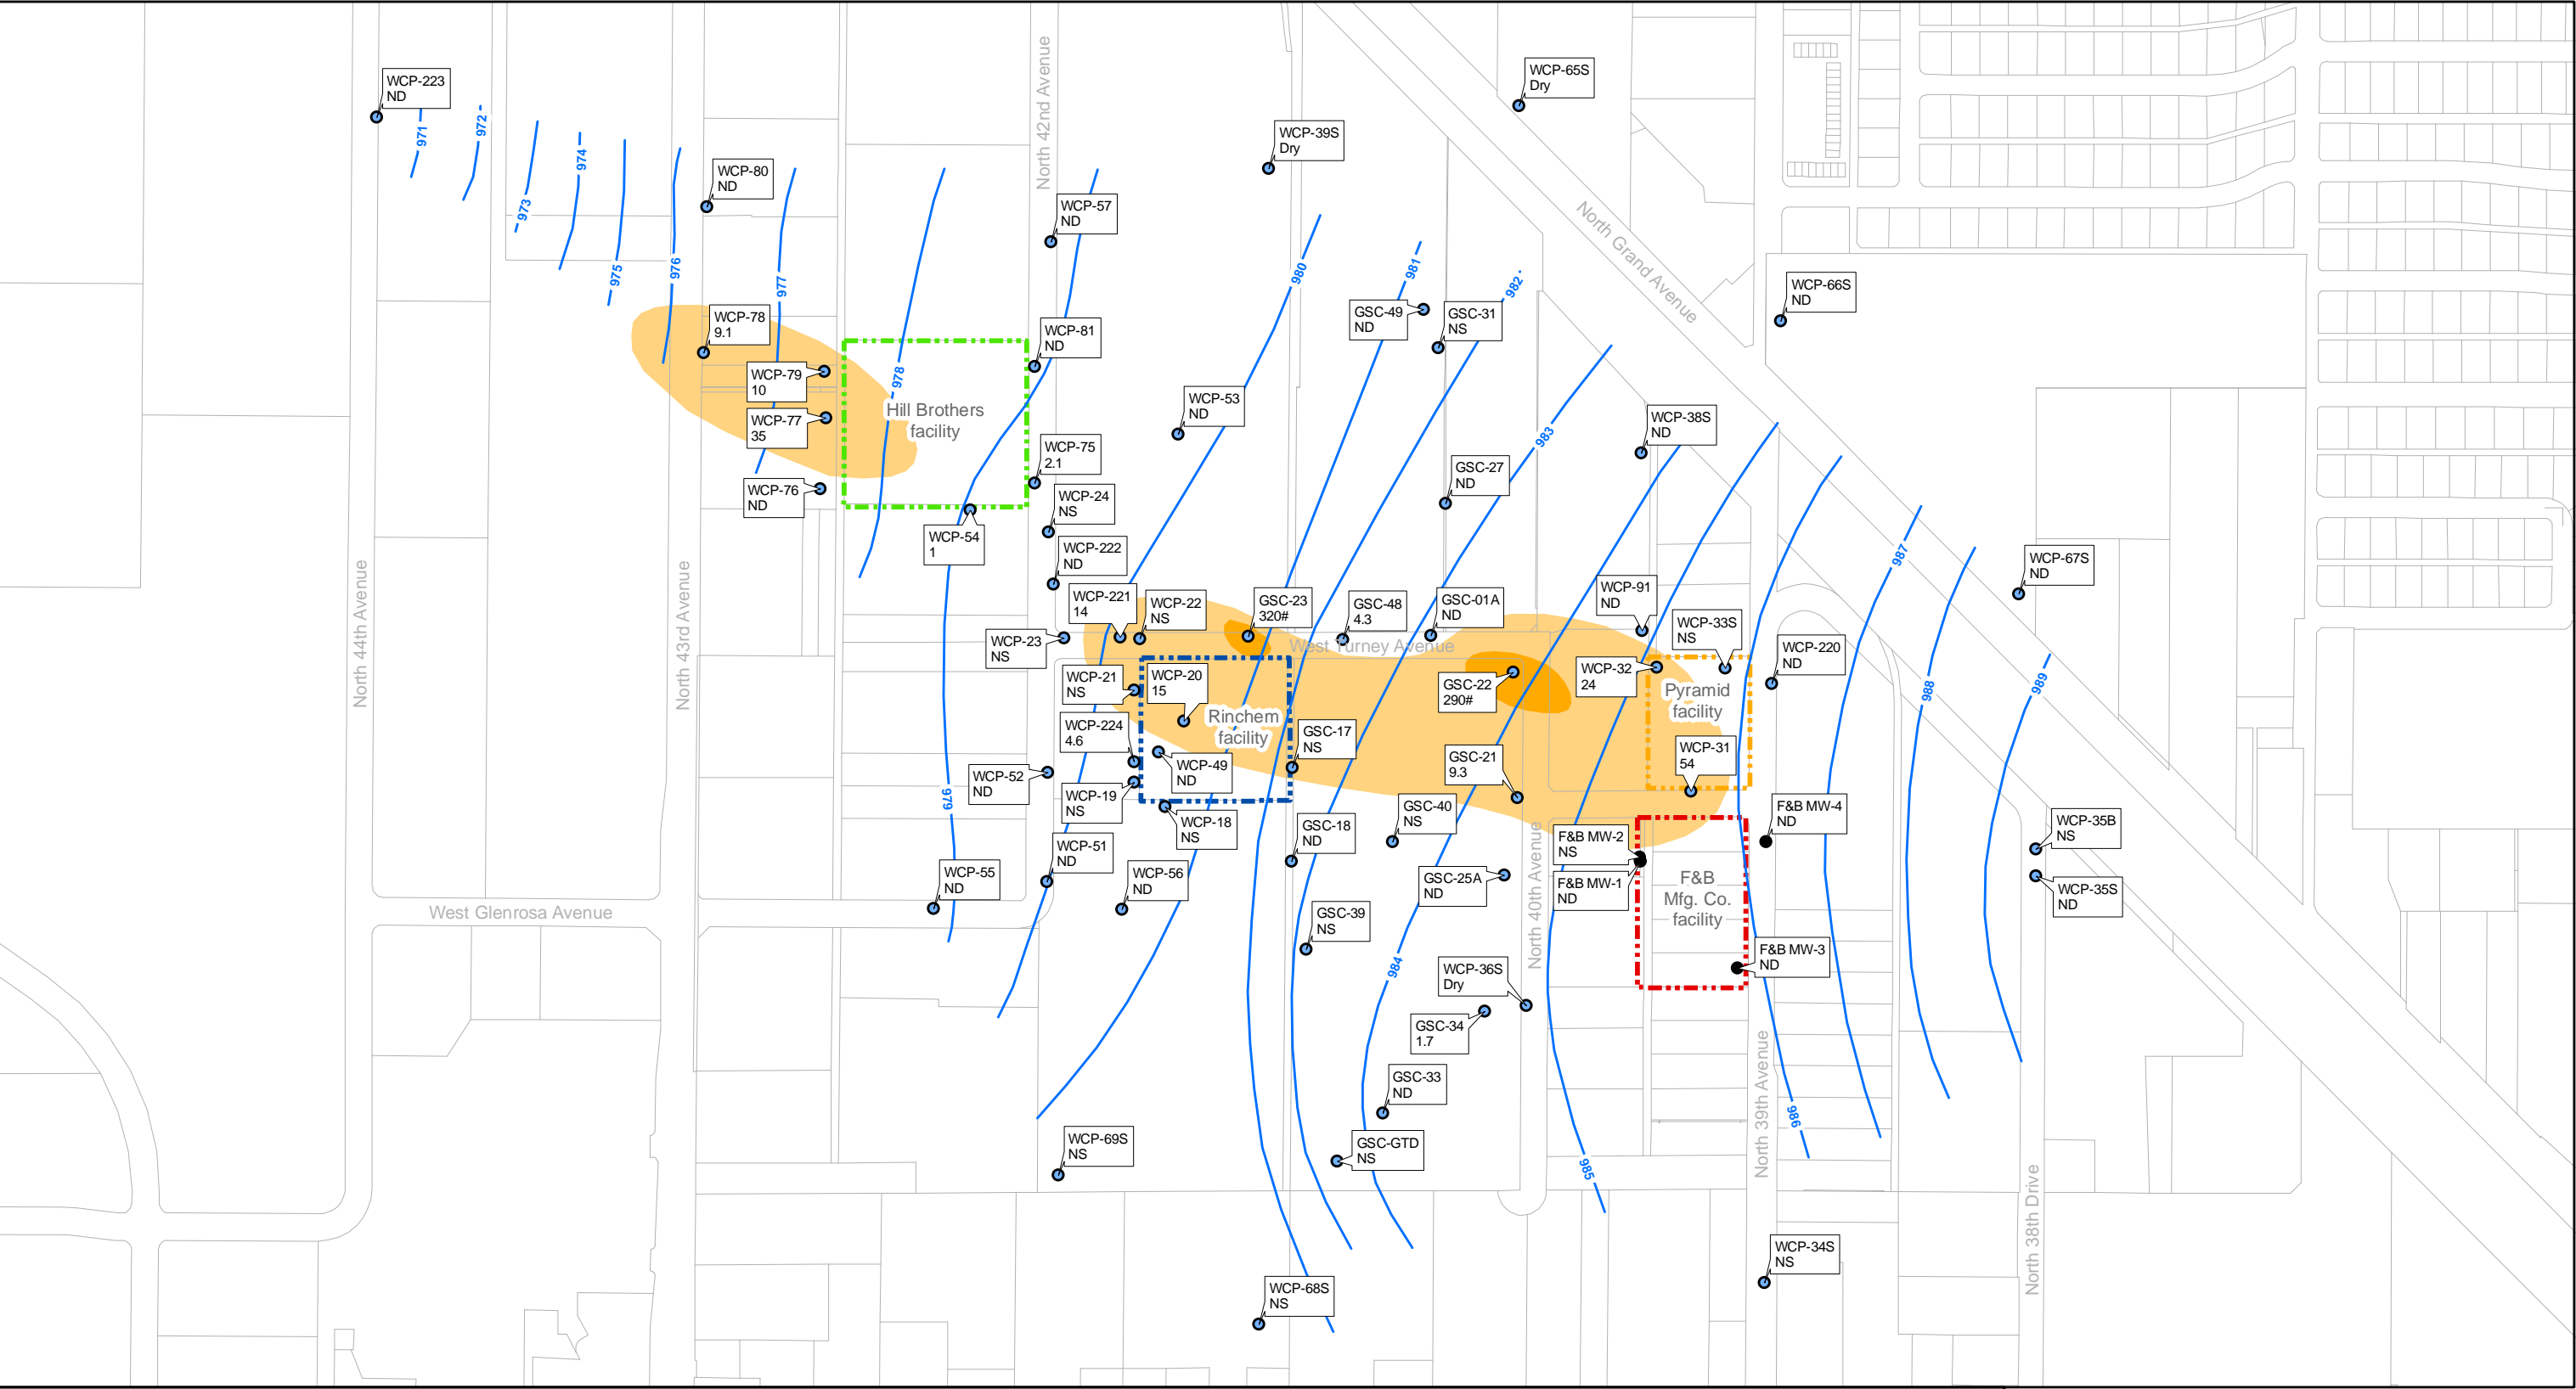 WCP-223
ND
WCP-65S
Dry
North 42nd Avenue
971
972
974
WCP-39S
Dry
WCP-80
ND
973
WCP-57
ND
North Grand Avenue
975
976
977
980
981
982
WCP-66S
ND
WCP-78
9.1
WCP-81
ND
GSC-49
ND
GSC-31
NS
WCP-79
10
978
Hill Brothers
facility
WCP-53
ND
WCP-77
35
983
WCP-38S
ND
WCP-75
2.1
GSC-27
ND
WCP-76
ND
WCP-24
NS
WCP-54
1
WCP-222
ND
987
WCP-67S
ND
North 44th Avenue
North 43rd Avenue
WCP-221
14
WCP-22
NS
GSC-23
320#
GSC-48
4.3
GSC-01A
ND
WCP-91
ND
WCP-33S
NS
WCP-23
NS
West Turney Avenue
WCP-220
ND
WCP-21
NS
WCP-20
15
GSC-22
290#
WCP-32
24
Pyramid
facility
988
989
Rinchem
facility
WCP-224
4.6
GSC-17
NS
WCP-49
ND
GSC-21
9.3
WCP-31
54
WCP-52
ND
979
WCP-19
NS
WCP-18
NS
GSC-18
ND
GSC-40
NS
F&B MW-4
ND
WCP-35B
NS
F&B MW-2
NS
WCP-51
ND
WCP-55
ND
WCP-56
ND
GSC-25A
ND
F&B MW-1
ND
F&B
Mfg. Co.
facility
WCP-35S
ND
West Glenrosa Avenue
GSC-39
NS
North 40th Avenue
984
F&B MW-3
ND
WCP-36S
Dry
GSC-34
1.7
GSC-33
ND
North 39th Avenue
986
WCP-69S
NS
GSC-GTD
NS
985
North 38th Drive
WCP-34S
NS
WCP-68S
NS